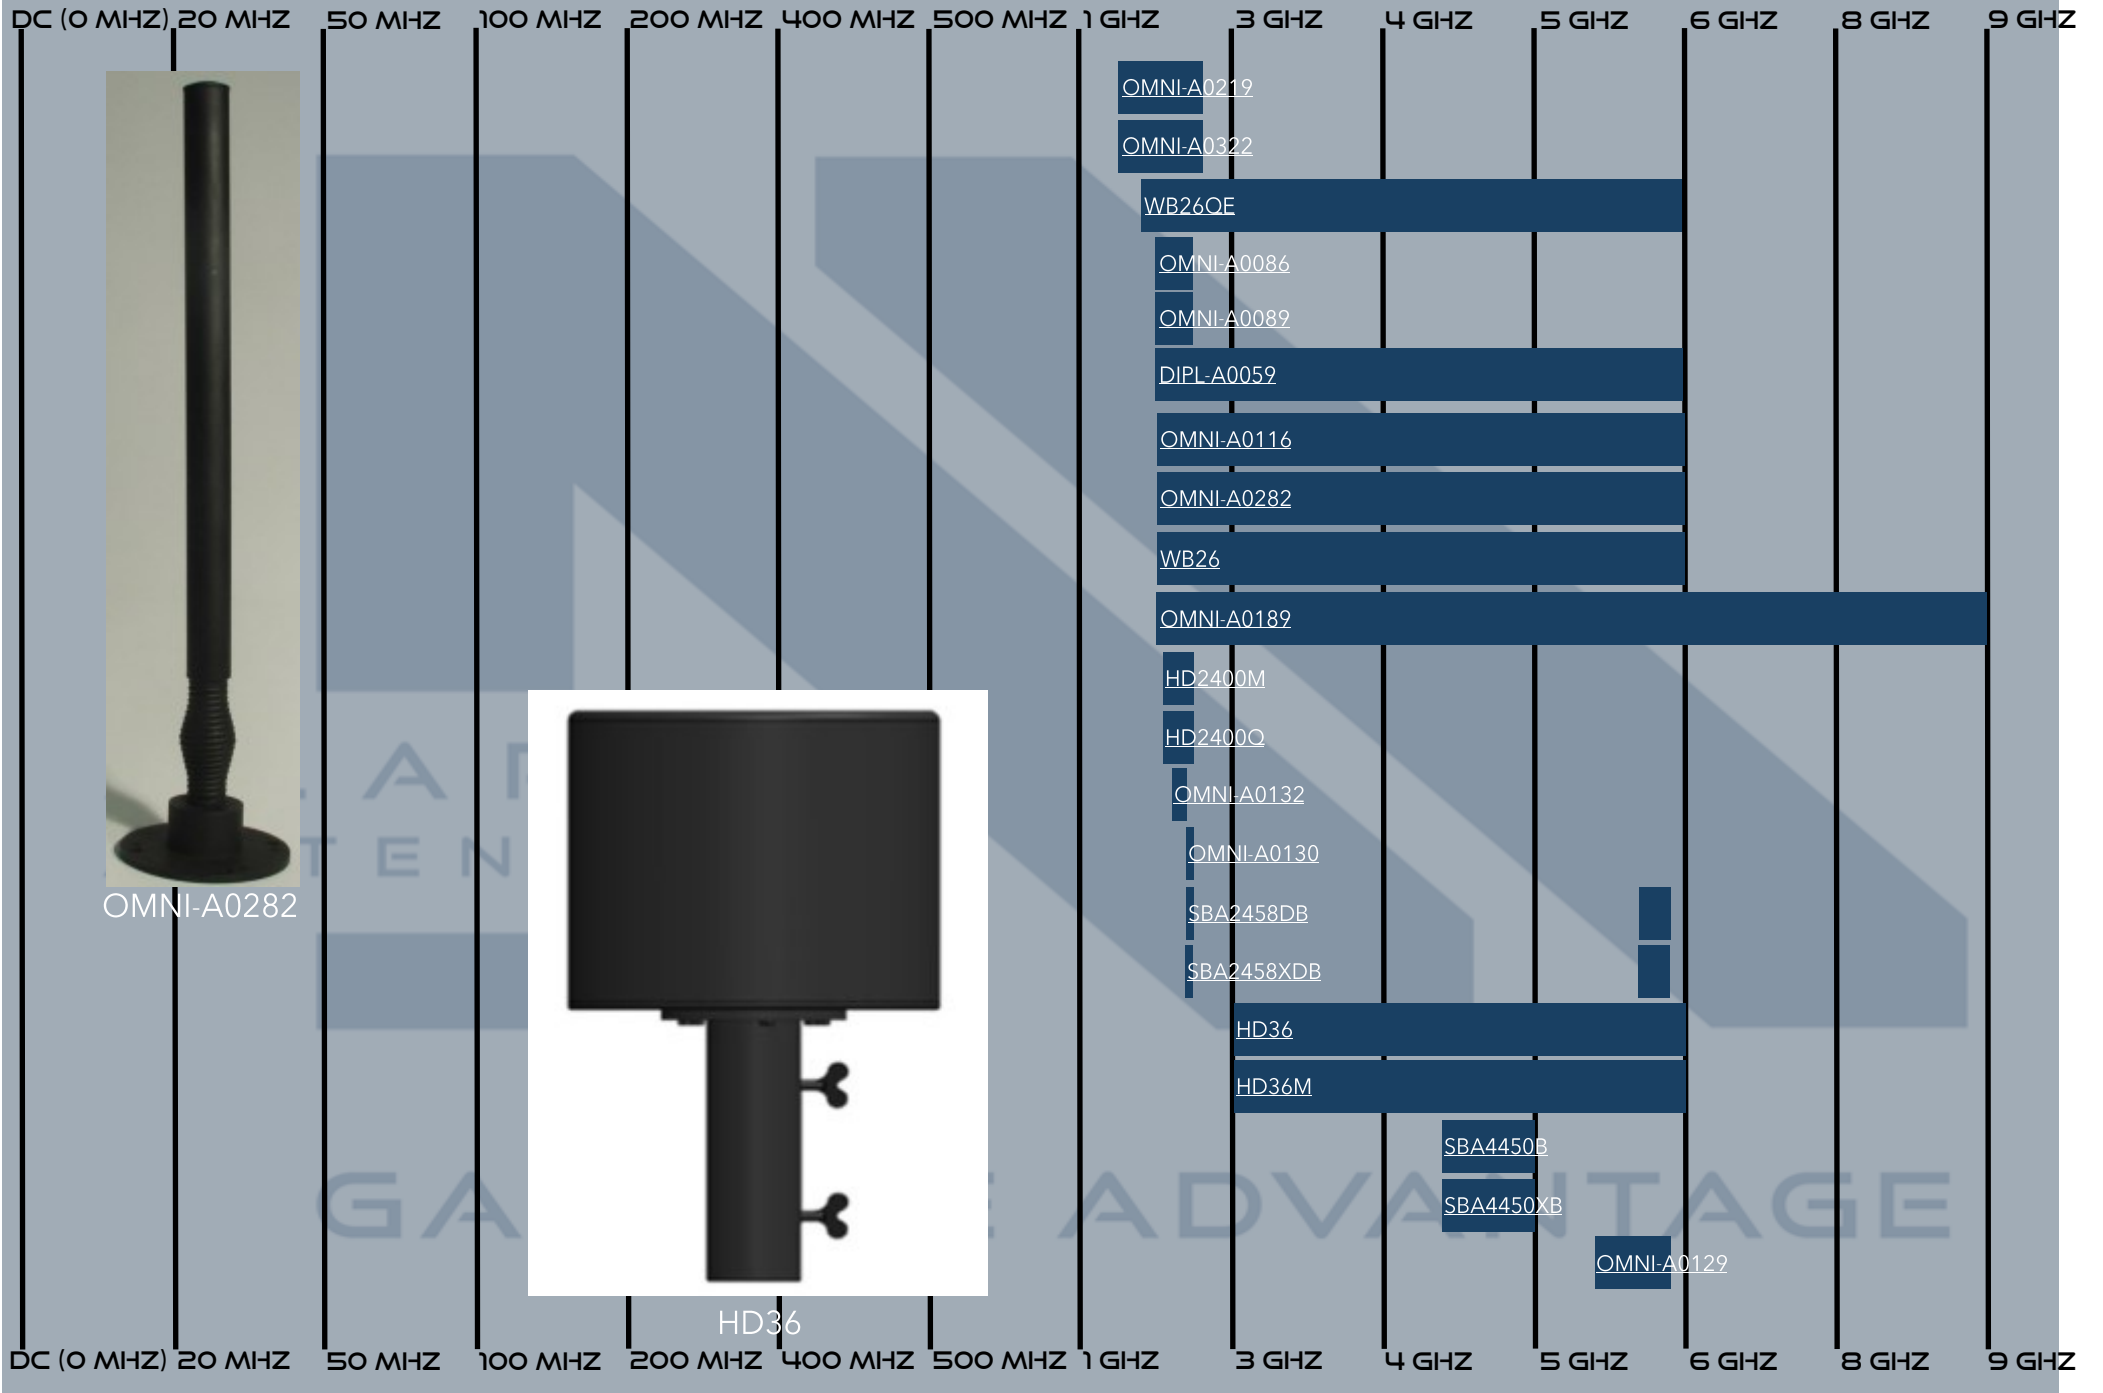 DC (0 MHZ) 20 MHZ 50 MHZ 100 MHZ 200 MHZ 400 MHZ 500 MHZ 1 GHZ 3 GHZ 4 GHZ 5 GHZ 6 GHZ 8 GHZ 9 GHZ
OMNI-A0219
OMNI-A0322
WB26QE
OMNI-A0086
OMNI-A0089
DIPL-A0059
OMNI-A0116
OMNI-A0282
WB26
OMNI-A0189
HD2400M
HD2400Q
OMNI-A0132
OMNI-A0130
SBA2458DB
SBA2458XDB
HD36
HD36M
SBA4450B
SBA4450XB
OMNI-A0129
OMNI-A0282
HD36
ADVANTAGE
DC (0 MHZ) 20 MHZ 50 MHZ 100 MHZ 200 MHZ 400 MHZ 500 MHZ 1 GHZ 3 GHZ 4 GHZ 5 GHZ 6 GHZ 8 GHZ 9 GHZ